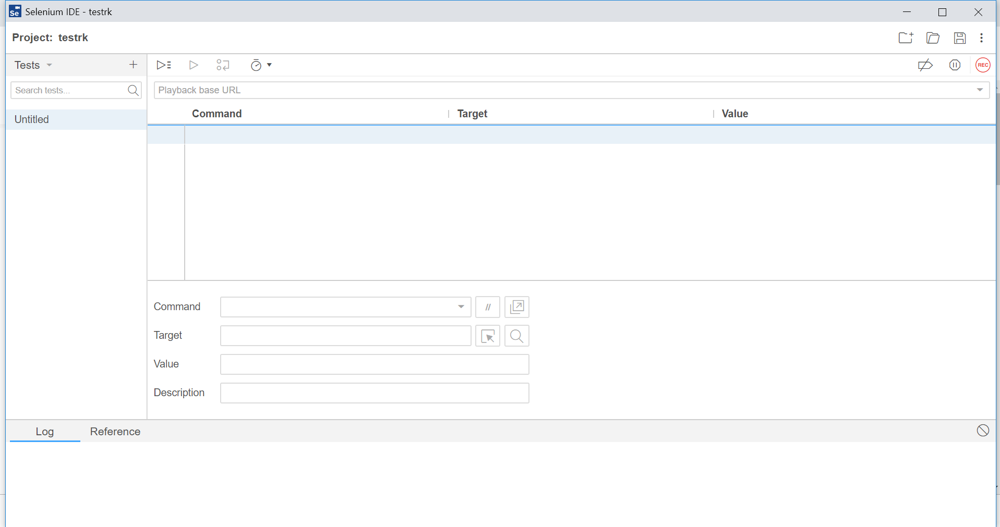 Se Selenium IDE - testrk
Project: testrk
Tests
REC
Search tests...
Playback base URL
Command Target Value
Untitled
Command //
Target
Value
Description
Log Reference